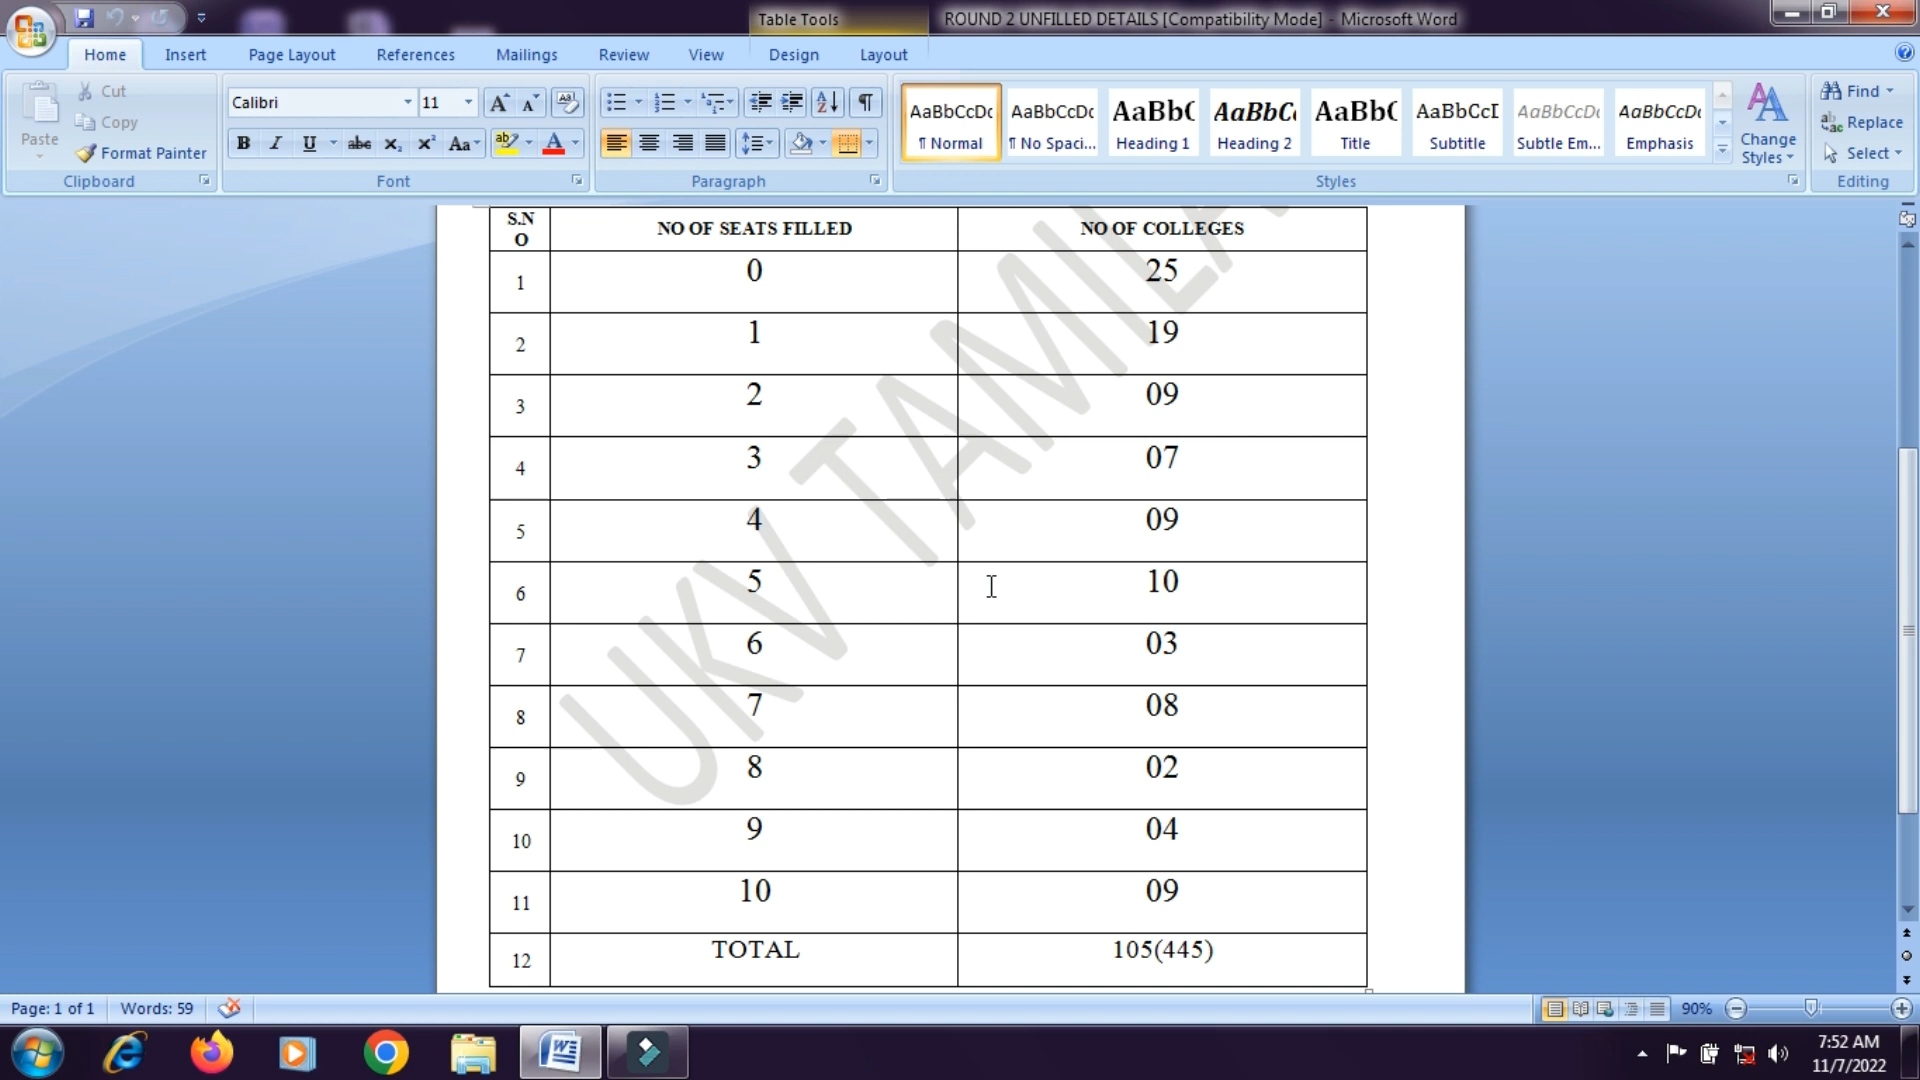 Table Tools
ROUND 2 UNFILLED DETAILS [Compatibility Mode] - Microsoft Word
Home Insert Page Layout References Mailings Review View Design Layout
Paste
Cut
Copy
Format Painter
Clipboard
Calibri 11
B I U abc X₂ X² Aa
Font
Paragraph
AaBbCcDc AaBbCcDc AaBbC AaBbC AaBbC AaBbCcI AaBbCcDc AaBbCcDc
¶ Normal ¶ No Spaci... Heading 1 Heading 2 Title Subtitle Subtle Em... Emphasis
Styles
Change
Styles
Find
Replace
Select
Editing
S.N
O NO OF SEATS FILLED NO OF COLLEGES
1 0 25
2 1 19
3 2 09
4 3 07
5 4 09
6 5 10
7 6 03
8 7 08
9 8 02
10 9 04
11 10 09
12 TOTAL 105(445)
UKV TAMILA
Page: 1 of 1 Words: 59 90%
7:52 AM
11/7/2022